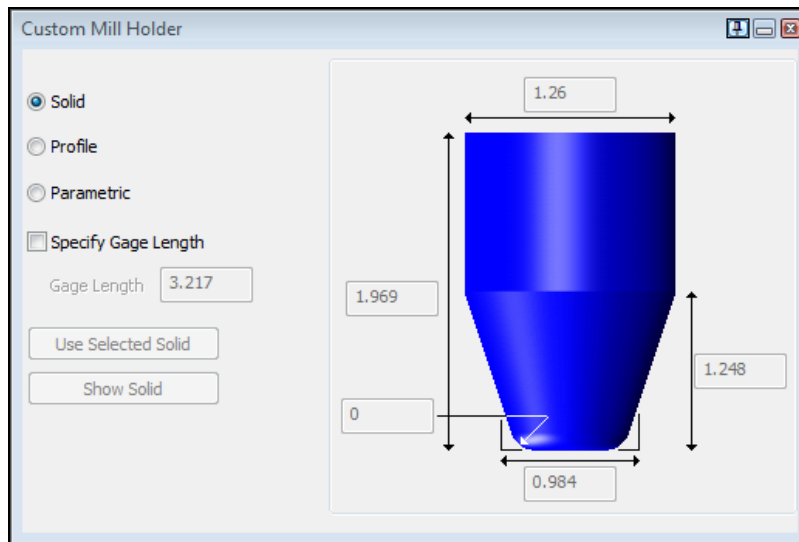 Custom Mill Holder
Solid
Profile
Parametric
Specify Gage Length
Gage Length 3.217
Use Selected Solid
Show Solid
1.26
1.969
1.248
0
0.984